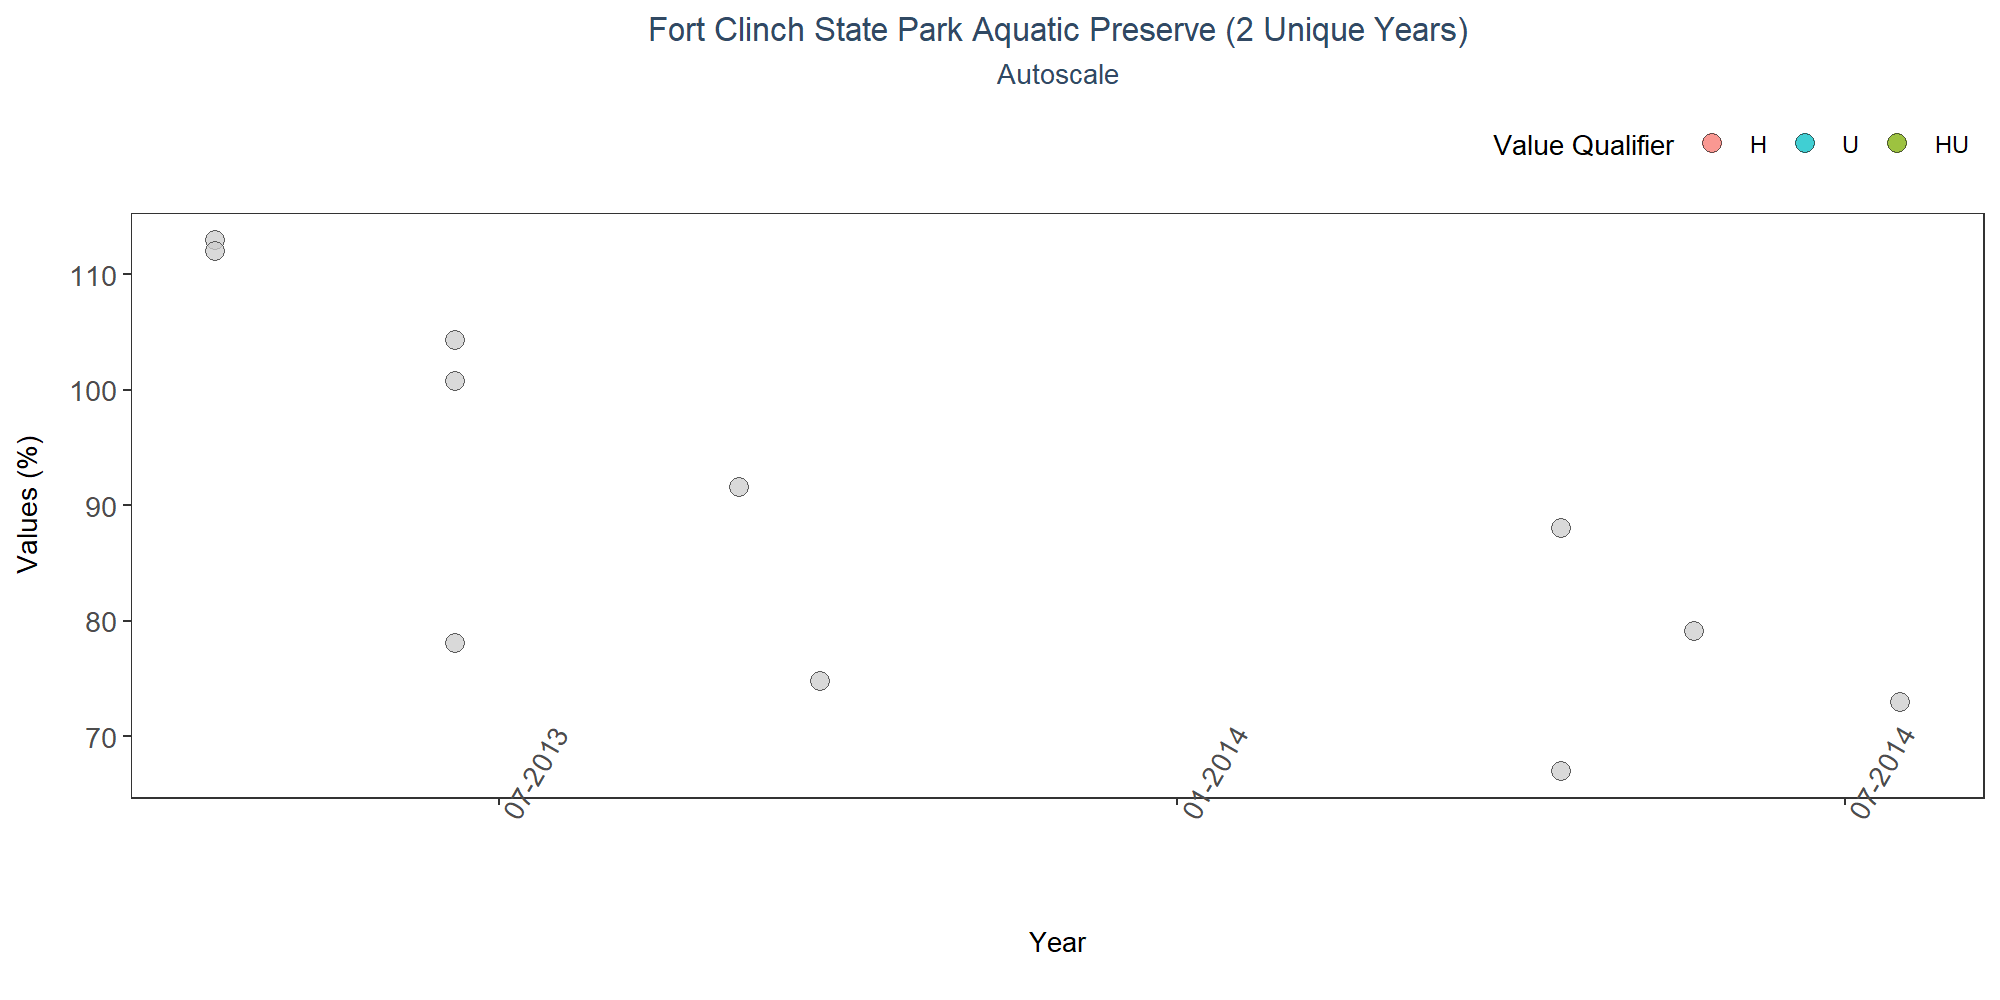 Fort Clinch State Park Aquatic Preserve (2 Unique Years)
Autoscale
Value Qualifier H U HU
Values (%)
110
100
90
80
70
07-2013 01-2014 07-2014
Year